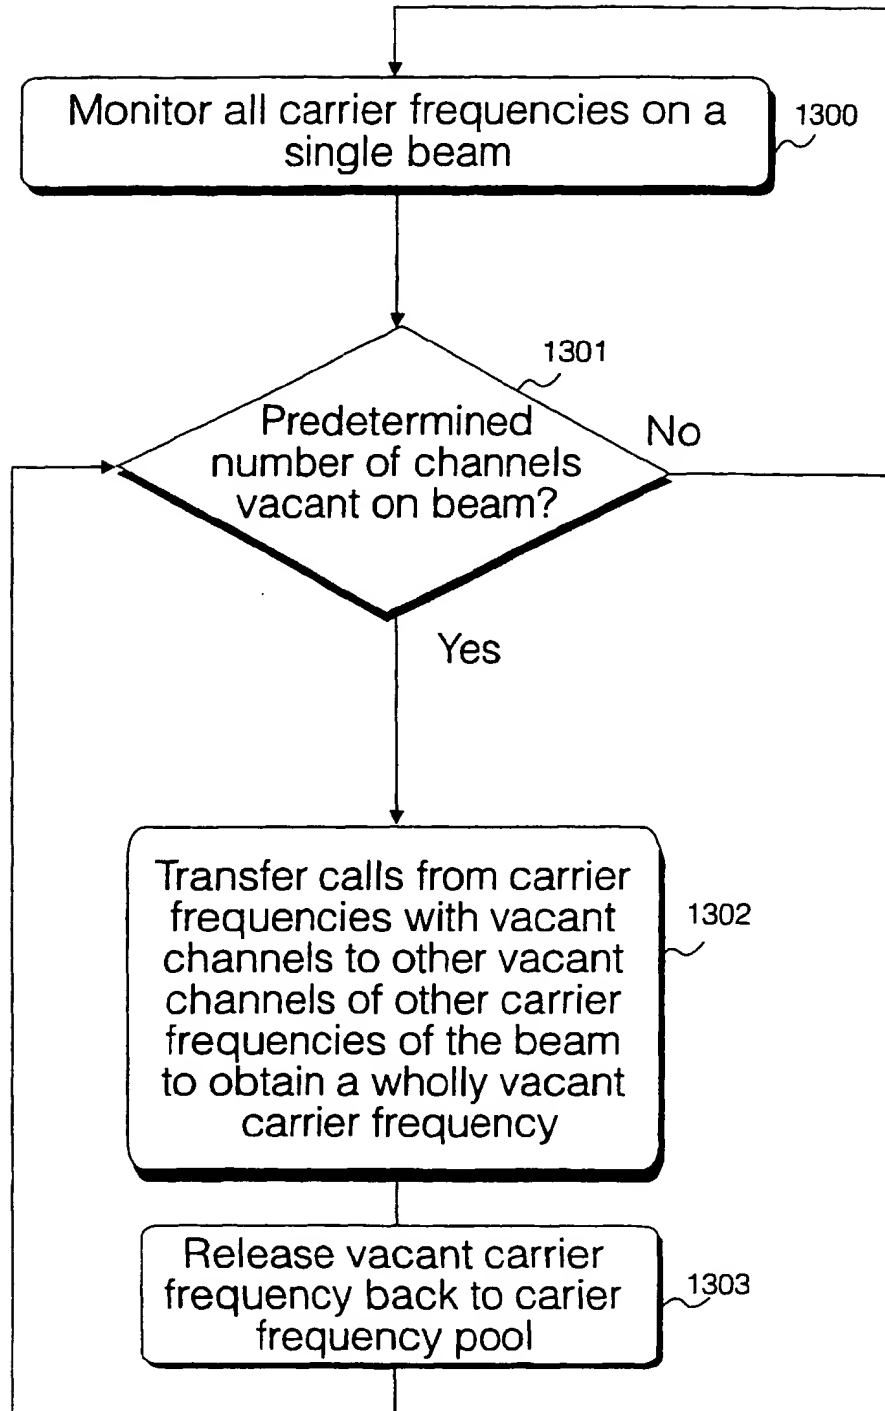 Monitor all carrier frequencies on a
single beam
1300
1301
Predetermined
number of channels
vacant on beam?
No
Yes
Transfer calls from carrier
frequencies with vacant
channels to other vacant
channels of other carrier
frequencies of the beam
to obtain a wholly vacant
carrier frequency
1302
Release vacant carrier
frequency back to carier
frequency pool
1303